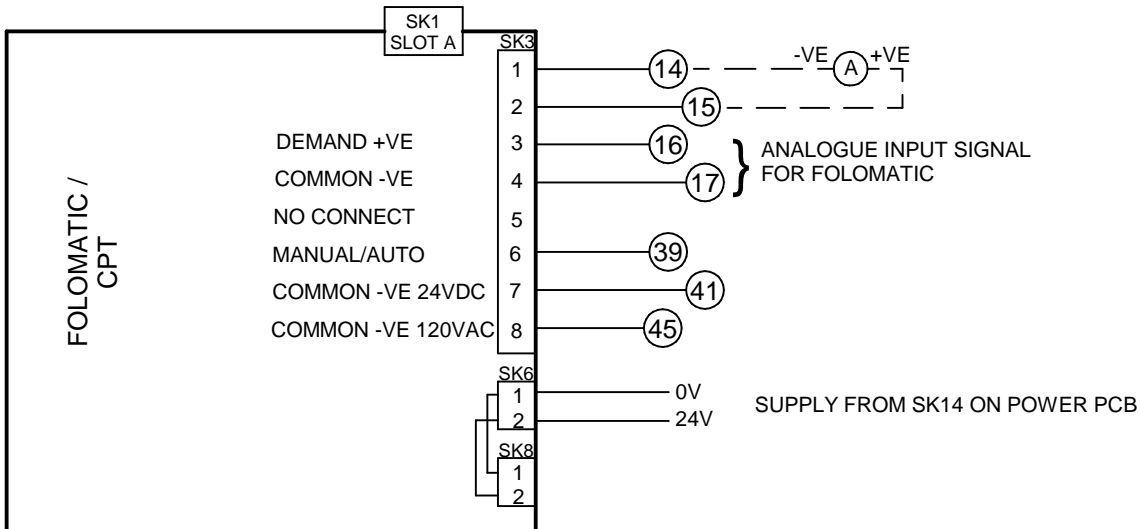 SK1
SLOT A
SK3
1 14 -VE A +VE
2 15
DEMAND +VE 3 16
COMMON -VE 4 17
} ANALOGUE INPUT SIGNAL
FOR FOLOMATIC
NO CONNECT 5
MANUAL/AUTO 6 39
COMMON -VE 24VDC 7 41
COMMON -VE 120VAC 8 45
FOLOMATIC /
CPT
SK6
1 0V
2 24V
SUPPLY FROM SK14 ON POWER PCB
SK8
1
2